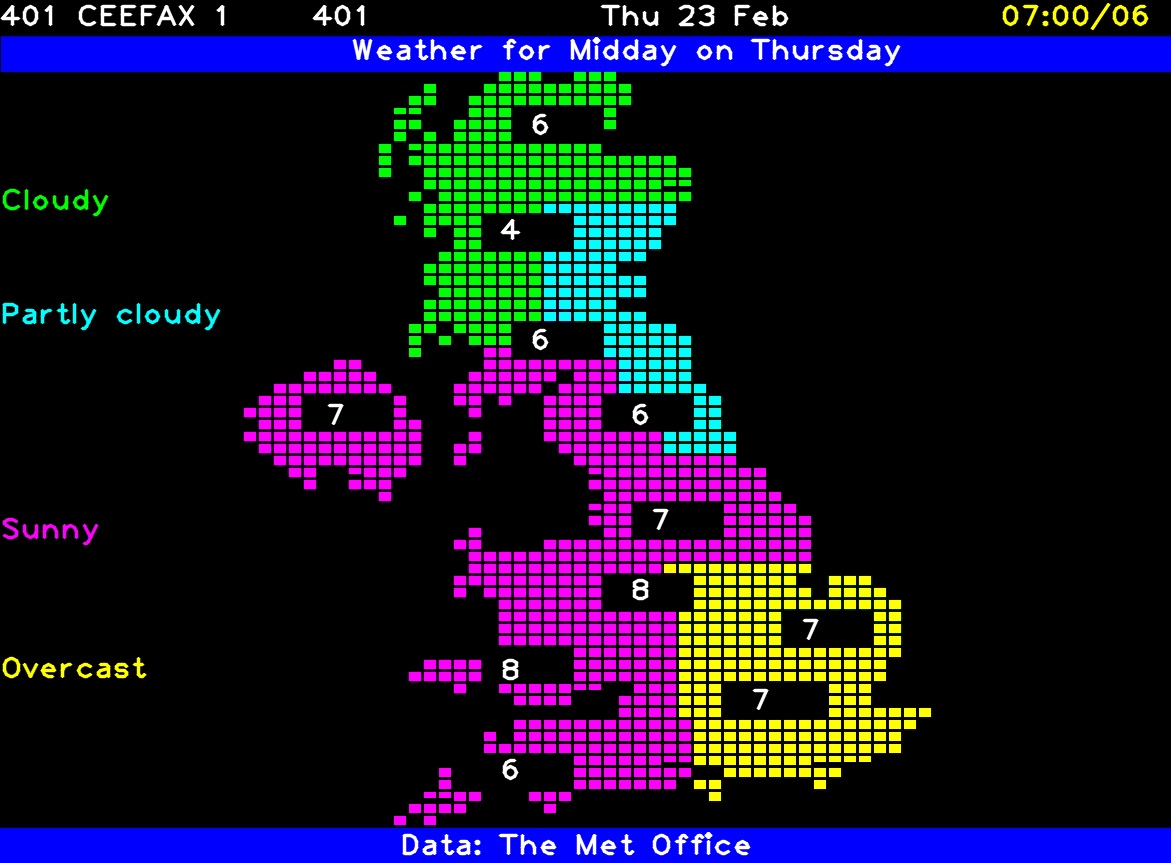 401 CEEFAX 1 401 Thu 23 Feb 07:00/06
Weather for Midday on Thursday
6
Cloudy
4
Partly cloudy
6
7 6
Sunny 7
8
7
Overcast 8
7
6
Data: The Met Office